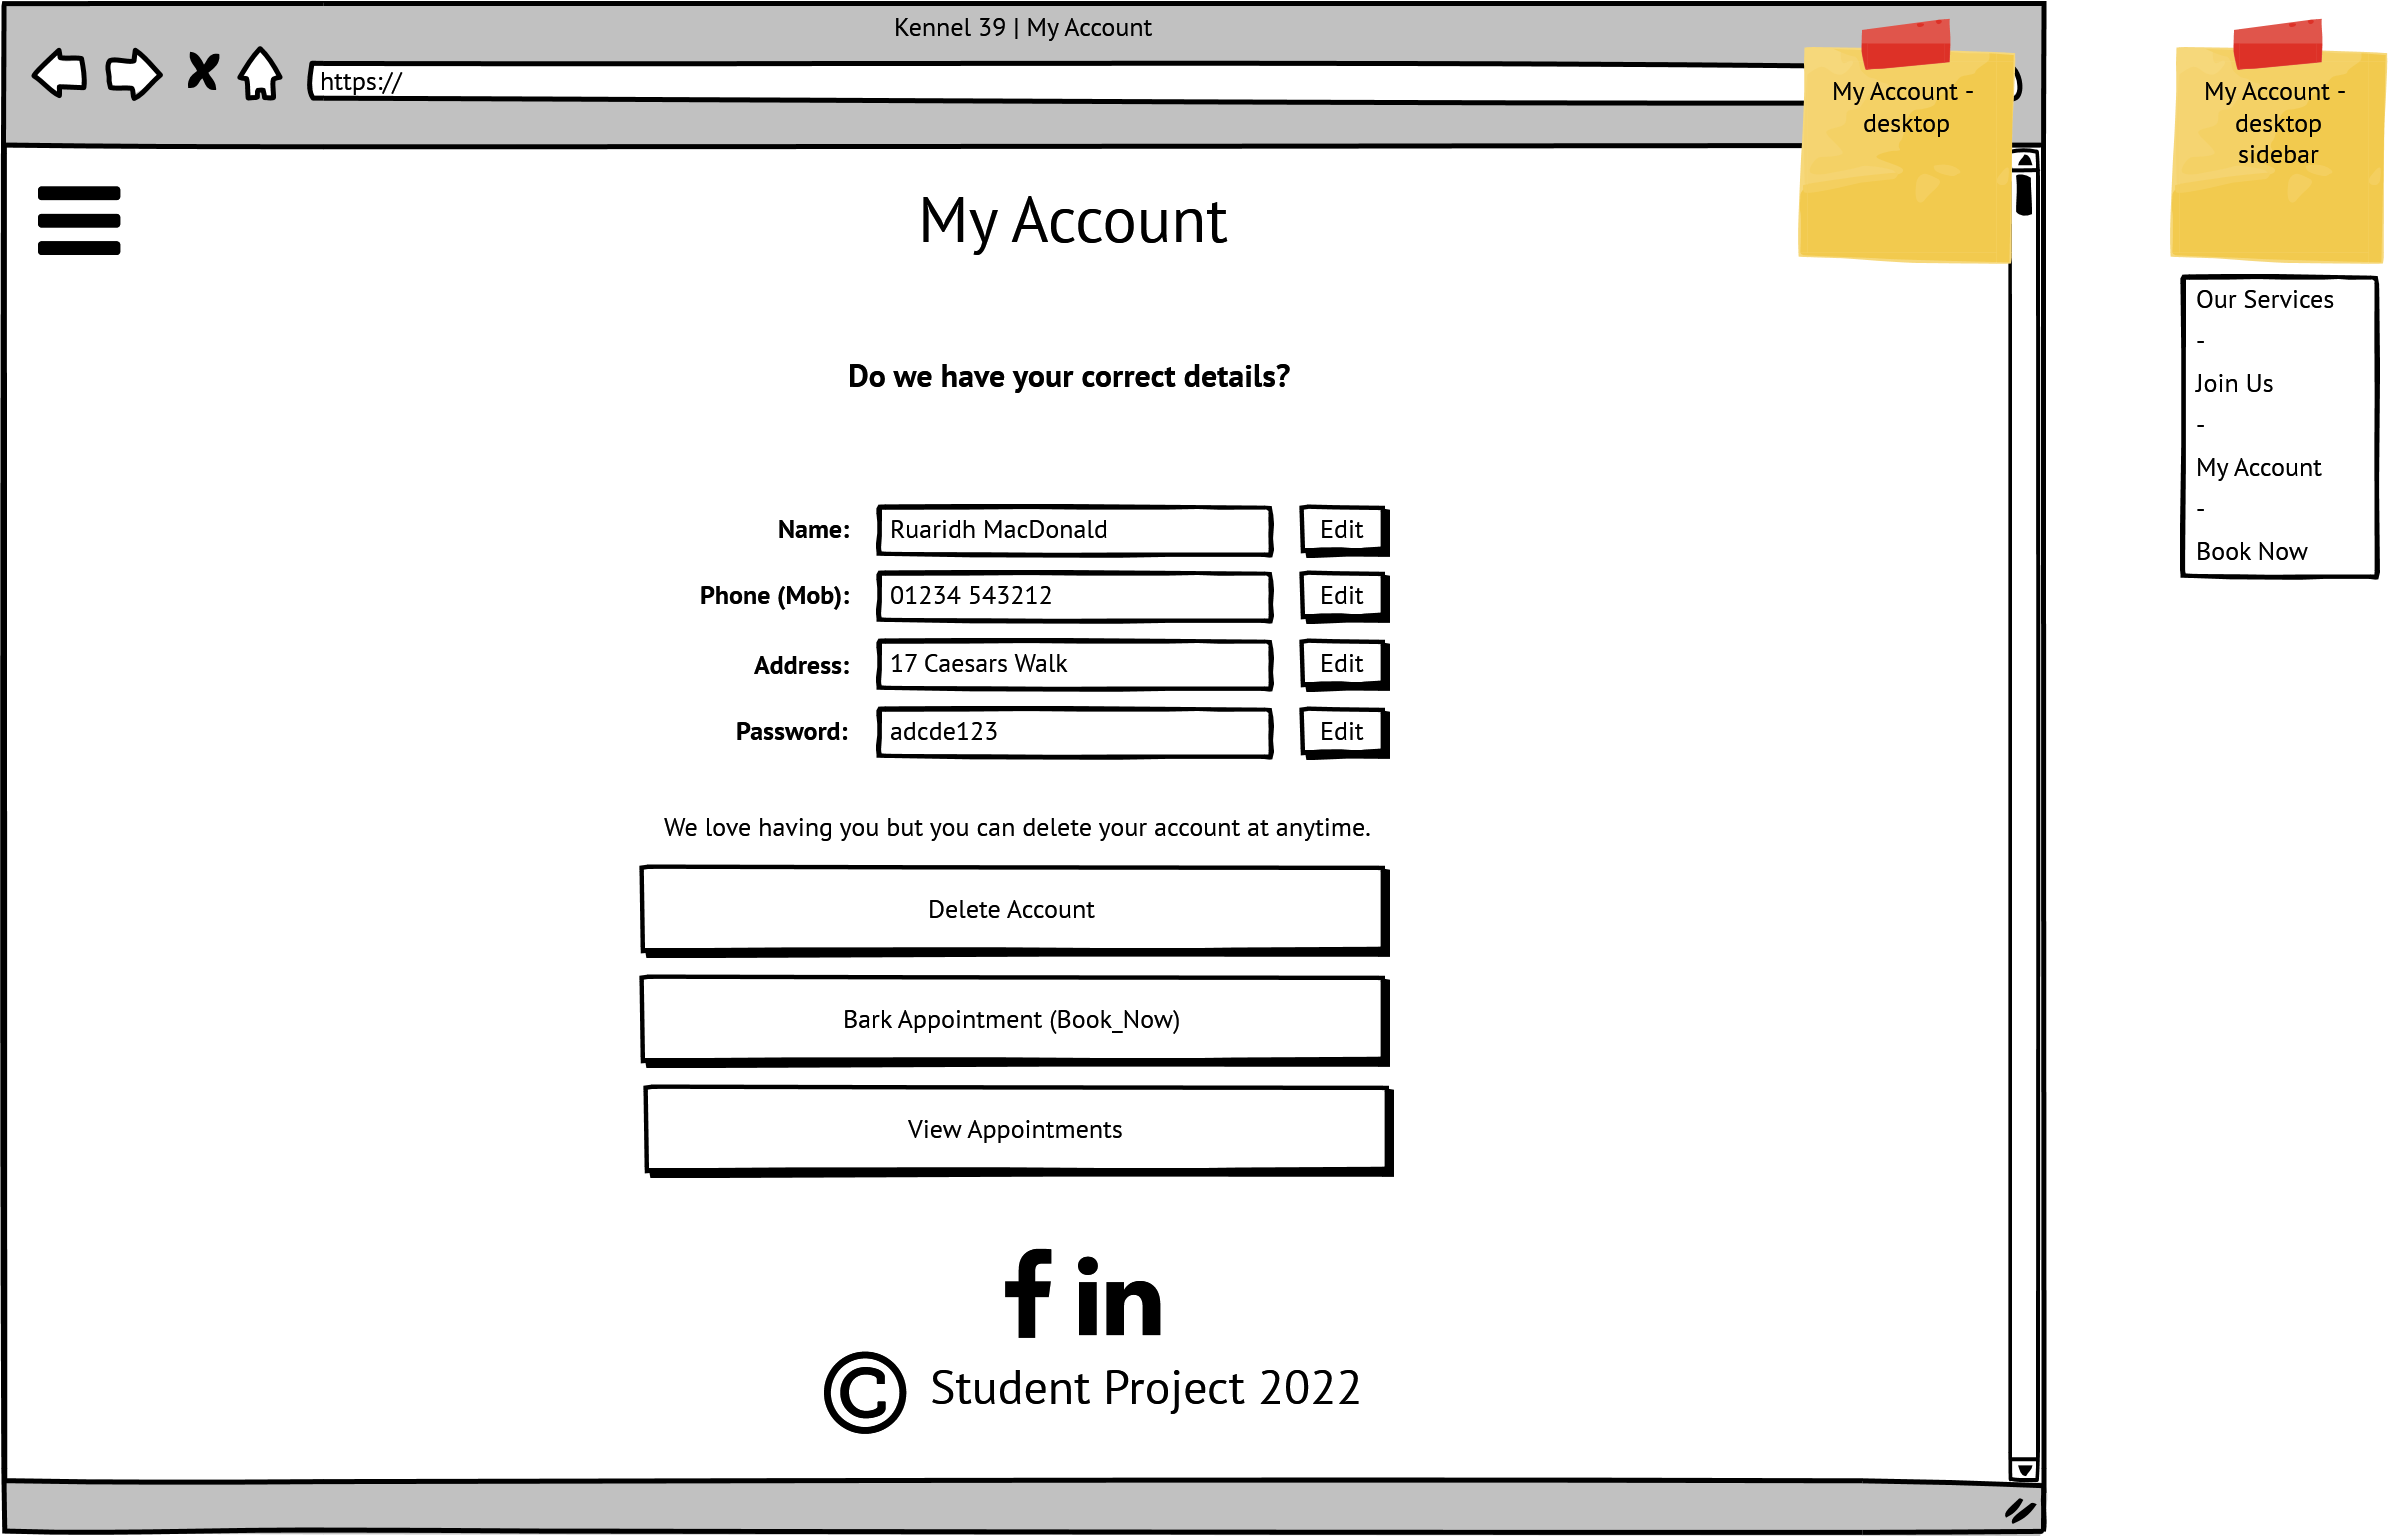 Kennel 39 | My Account
https://
My Account -
desktop
My Account -
desktop
sidebar
My Account
Our Services
-
Join Us
-
My Account
-
Book Now
Do we have your correct details?
Name: Ruaridh MacDonald Edit
Phone (Mob): 01234 543212 Edit
Address: 17 Caesars Walk Edit
Password: adcde123 Edit
We love having you but you can delete your account at anytime.
Delete Account
Bark Appointment (Book_Now)
View Appointments
f in
© Student Project 2022